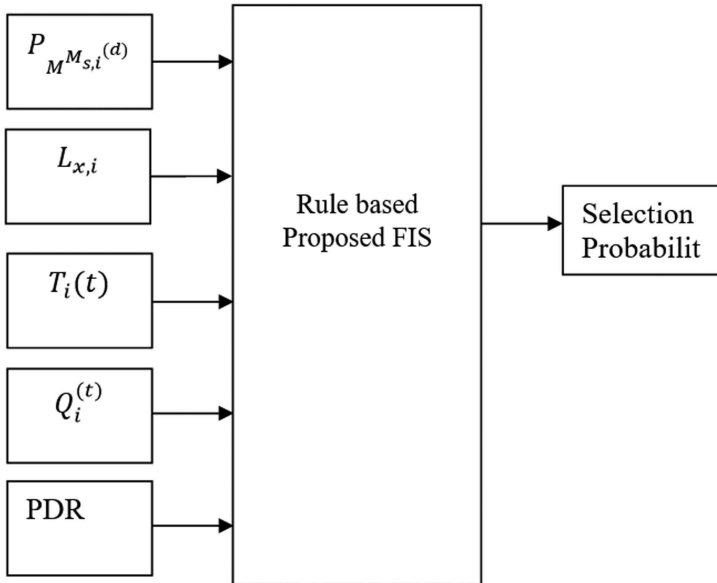 P_{M^{M_{s,i}(d)}}
L_{x,i}
T_i(t)
Q_i^{(t)}
PDR
Rule based
Proposed FIS
Selection
Probabilit